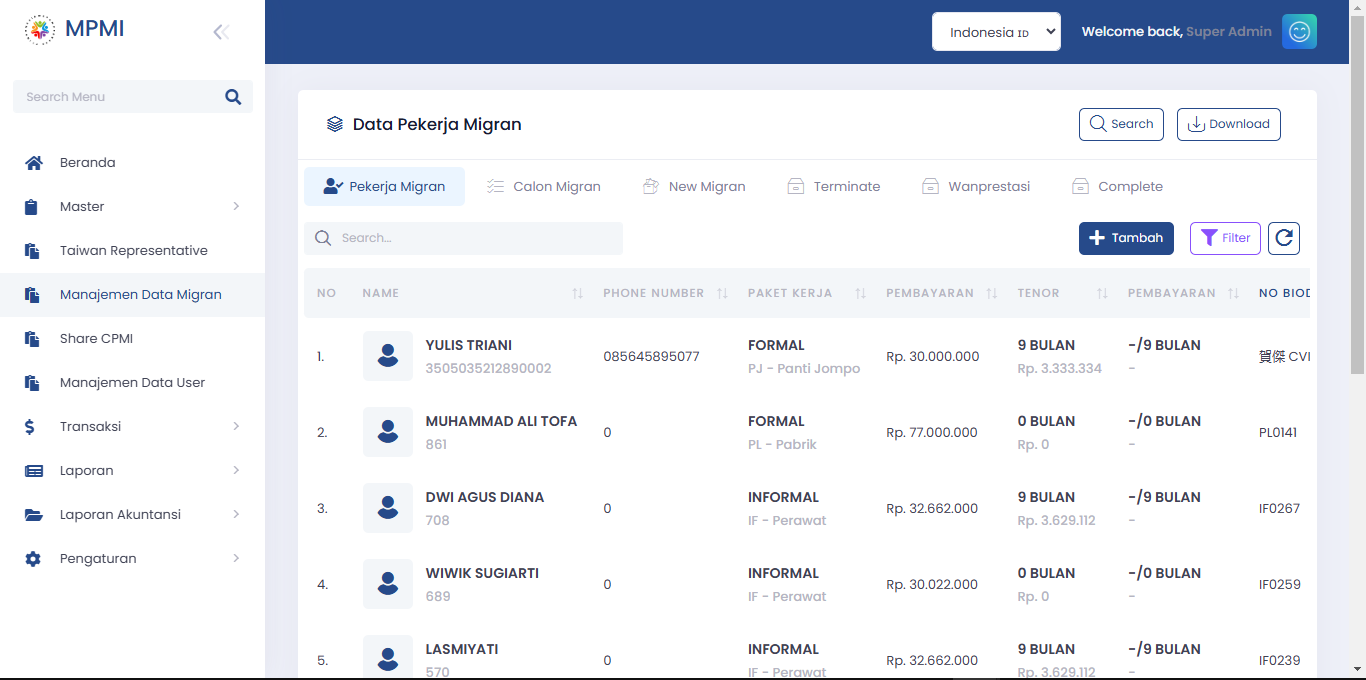 MPMI
Indonesia ID
Welcome back, Super Admin
Search Menu
Beranda
Master
Taiwan Representative
Manajemen Data Migran
Share CPMI
Manajemen Data User
Transaksi
Laporan
Laporan Akuntansi
Pengaturan
Data Pekerja Migran
Search
Download
Pekerja Migran
Calon Migran
New Migran
Terminate
Wanprestasi
Complete
Search...
Tambah
Filter
NO NAME PHONE NUMBER PAKET KERJA PEMBAYARAN TENOR PEMBAYARAN NO BIOD
1. YULIS TRIANI 085645895077 FORMAL Rp. 30.000.000 9 BULAN -/9 BULAN 賀傑 CVI
3505035212890002 PJ - Panti Jompo Rp. 3.333.334 -
2. MUHAMMAD ALI TOFA 0 FORMAL Rp. 77.000.000 0 BULAN -/0 BULAN PL0141
861 PL - Pabrik Rp. 0 -
3. DWI AGUS DIANA 0 INFORMAL Rp. 32.662.000 9 BULAN -/9 BULAN IF0267
708 IF - Perawat Rp. 3.629.112 -
4. WIWIK SUGIARTI 0 INFORMAL Rp. 30.022.000 0 BULAN -/0 BULAN IF0259
689 IF - Perawat Rp. 0 -
5. LASMIYATI 0 INFORMAL Rp. 32.662.000 9 BULAN -/9 BULAN IF0239
570 IF - Perawat Rp. 3.629.112 -